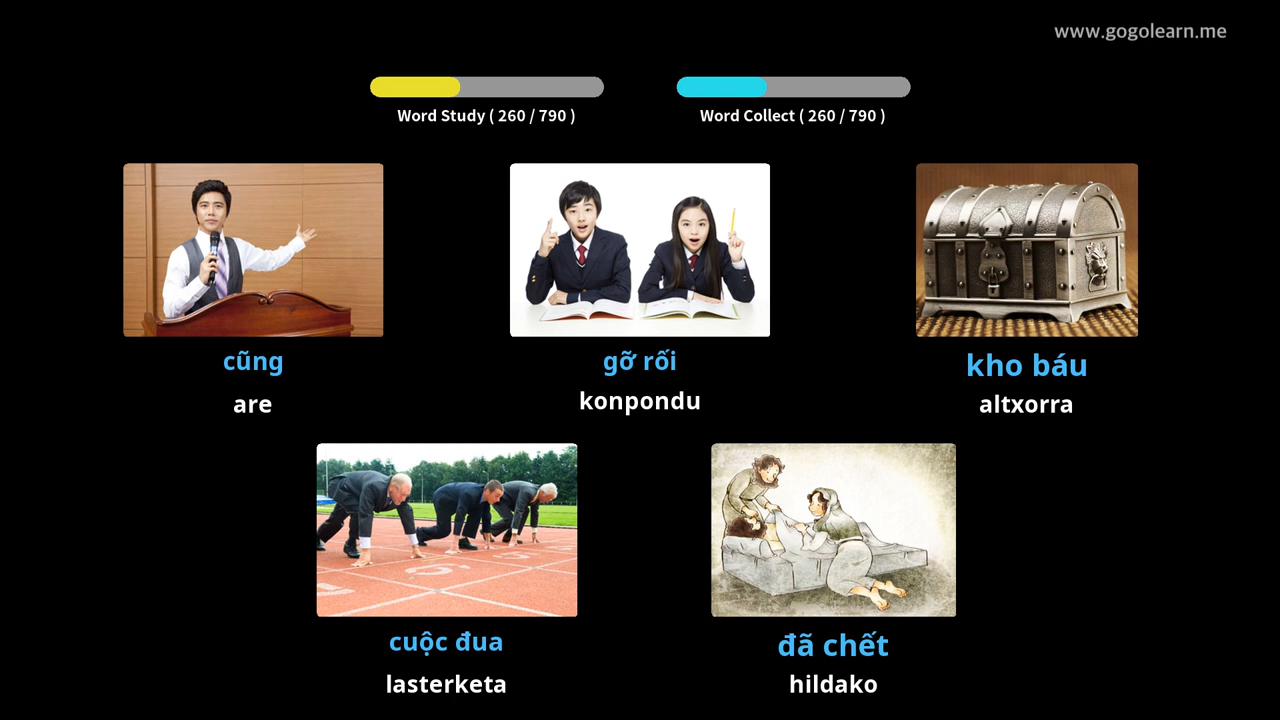 www.gogolearn.me
Word Study ( 260 / 790 )
Word Collect ( 260 / 790 )
cũng
are
gỡ rối
konpondu
kho báu
altxorra
cuộc đua
lasterketa
đã chết
hildako